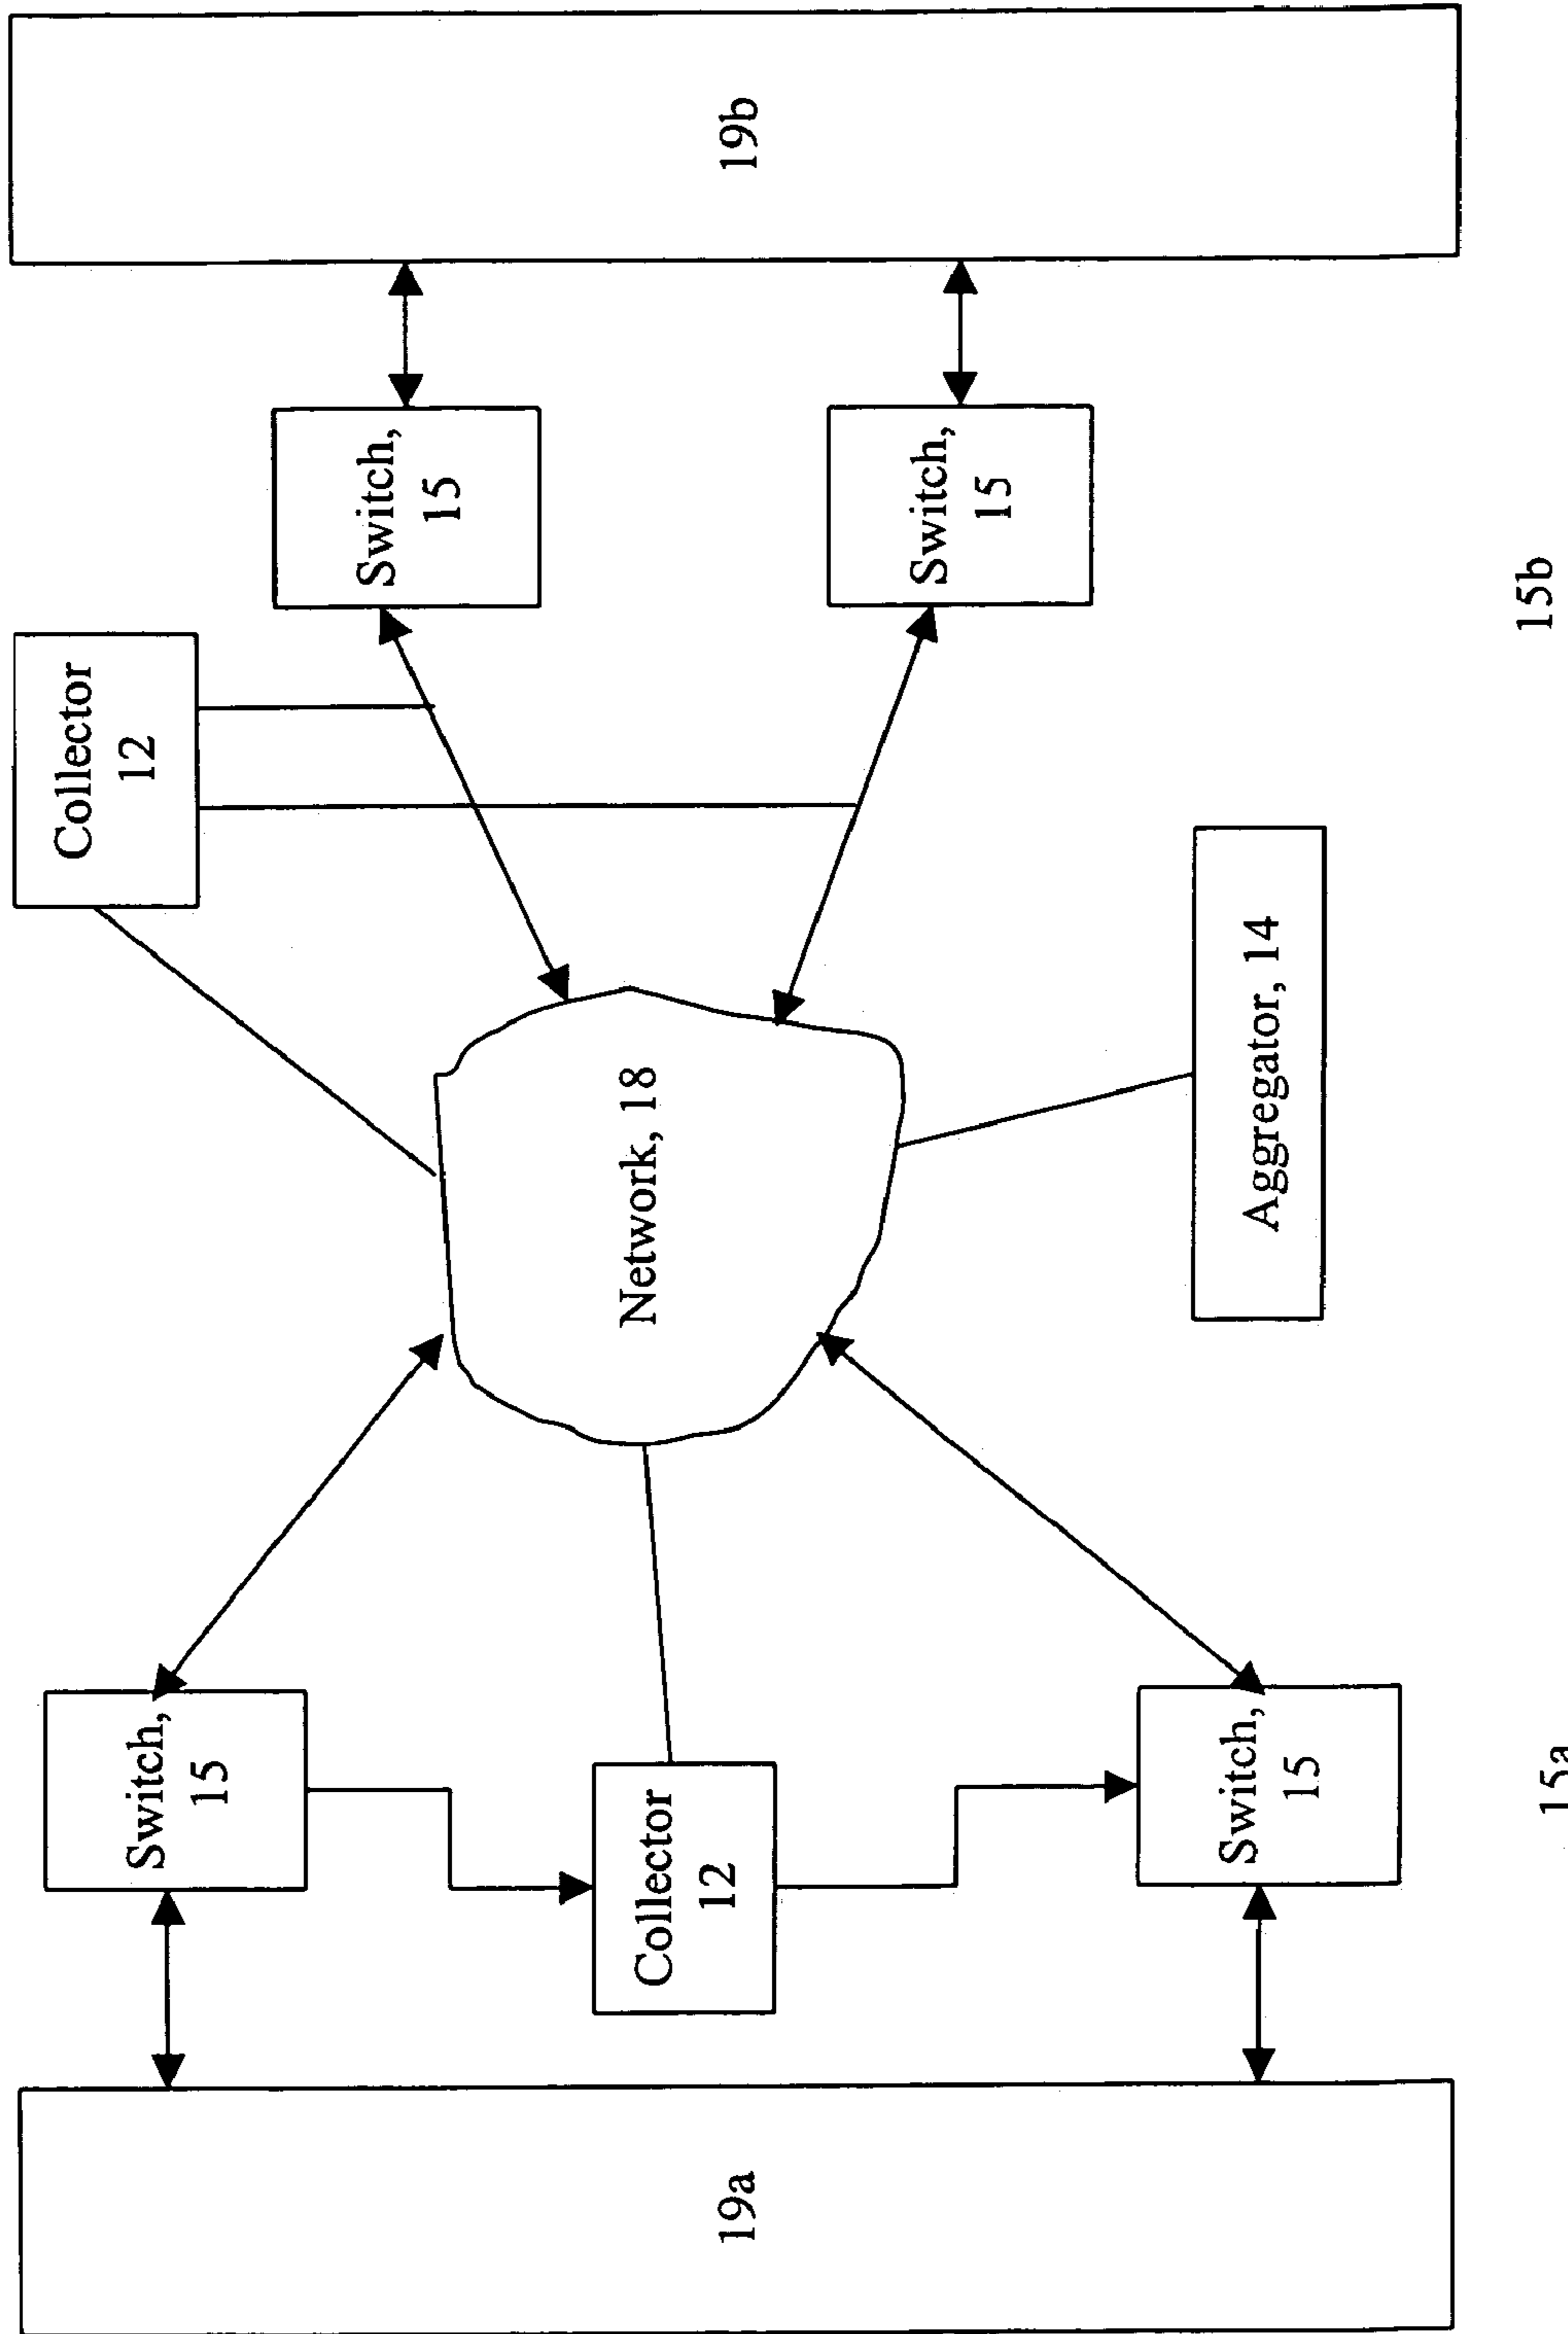 Collector
12
Switch,
15
Switch,
15
19a
Collector
12
Network, 18
19b
Switch,
15
Switch,
15
Aggregator, 14
15a
15b